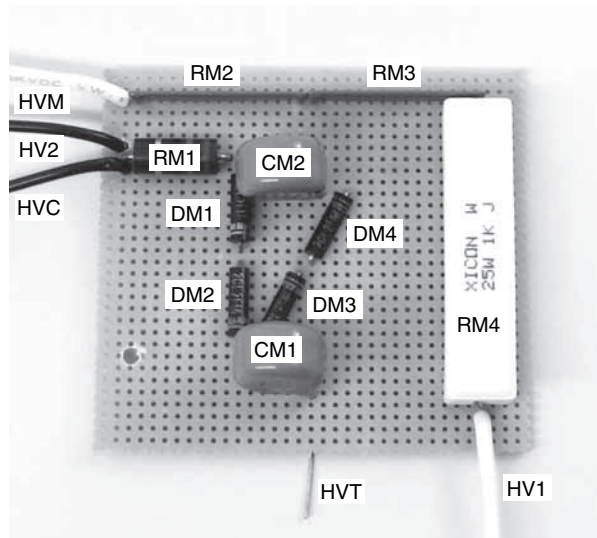 RM2
RM3
HVM
HV2
RM1
CM2
HVC
DM1
DM4
XICON W
25W 1K J
DM2
DM3
RM4
CM1
HVT
HV1